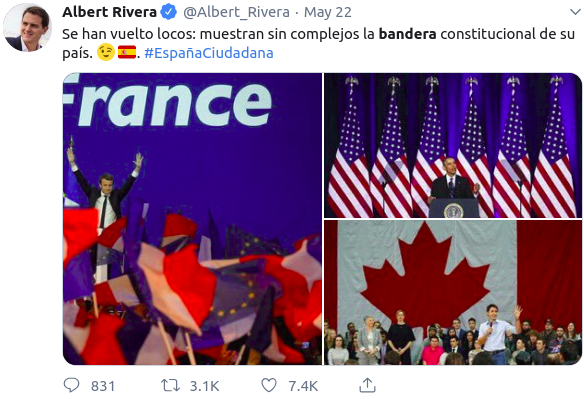 Albert Rivera @Albert_Rivera · May 22
Se han vuelto locos: muestran sin complejos la bandera constitucional de su
país. 😉🇪🇸. #EspañaCiudadana
France
831 3.1K 7.4K